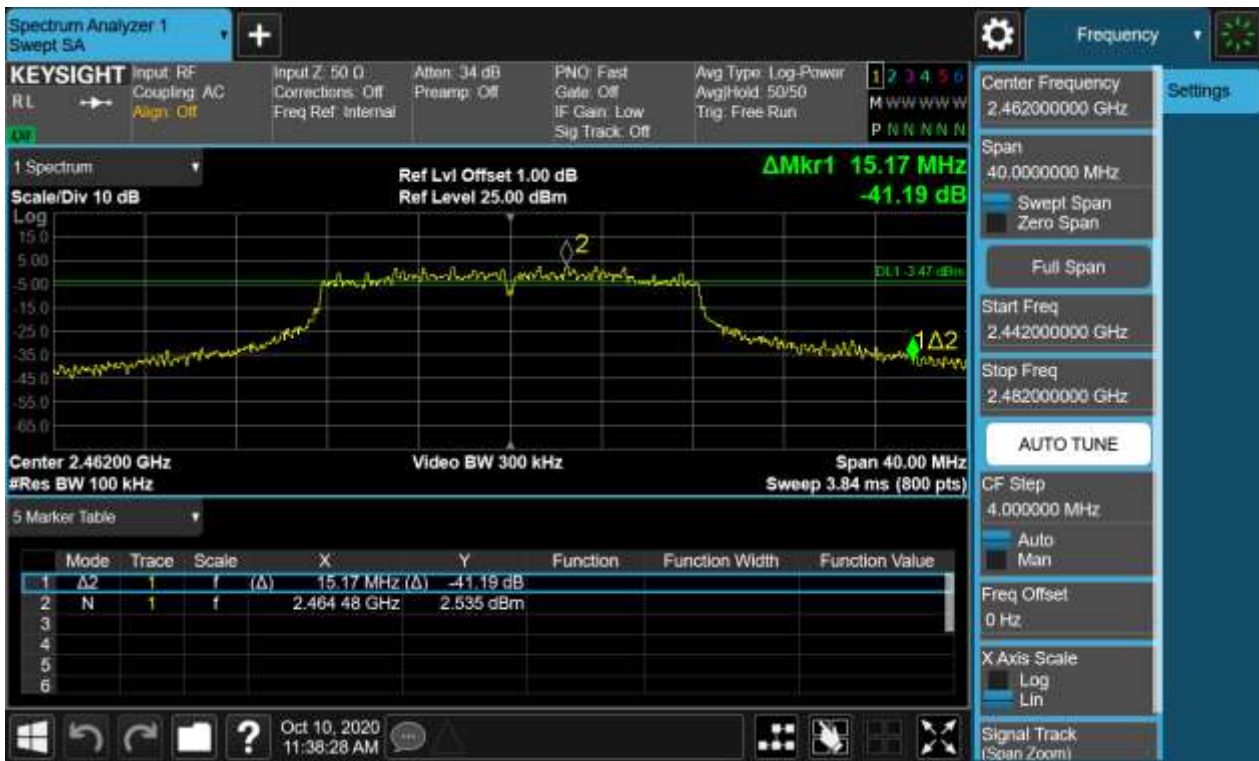 Spectrum Analyzer 1
Swept SA
+
Frequency
KEYSIGHT
RL
Input: RF
Coupling: AC
Align: Off
Input Z: 50 Ω
Corrections: Off
Freq Ref: Internal
Atten: 34 dB
Preamp: Off
PNO: Fast
Gate: Off
IF Gain: Low
Sig Track: Off
Avg Type: Log-Power
Avg|Hold: 50/50
Trig: Free Run
1 2 3 4 5 6
M W W W W W
P N N N N N
Center Frequency
2.462000000 GHz
Settings
1 Spectrum
Scale/Div 10 dB
Ref Lvl Offset 1.00 dB
Ref Level 25.00 dBm
ΔMkr1 15.17 MHz
-41.19 dB
Span
40.0000000 MHz
Swept Span
Zero Span
Full Span
Start Freq
2.442000000 GHz
Stop Freq
2.482000000 GHz
AUTO TUNE
CF Step
4.000000 MHz
Auto
Man
Freq Offset
0 Hz
X Axis Scale
Log
Lin
Signal Track
(Span Zoom)
Log
15.0
5.00
-5.00
-15.0
-25.0
-35.0
-45.0
-55.0
-65.0
2
DL1 -3.47 dBm
1Δ2
Center 2.46200 GHz
#Res BW 100 kHz
Video BW 300 kHz
Span 40.00 MHz
Sweep 3.84 ms (800 pts)
5 Marker Table
Mode Trace Scale X Y Function Function Width Function Value
1 Δ2 1 f (Δ) 15.17 MHz (Δ) -41.19 dB
2 N 1 f 2.464 48 GHz 2.535 dBm
3
4
5
6
?
Oct 10, 2020
11:38:28 AM